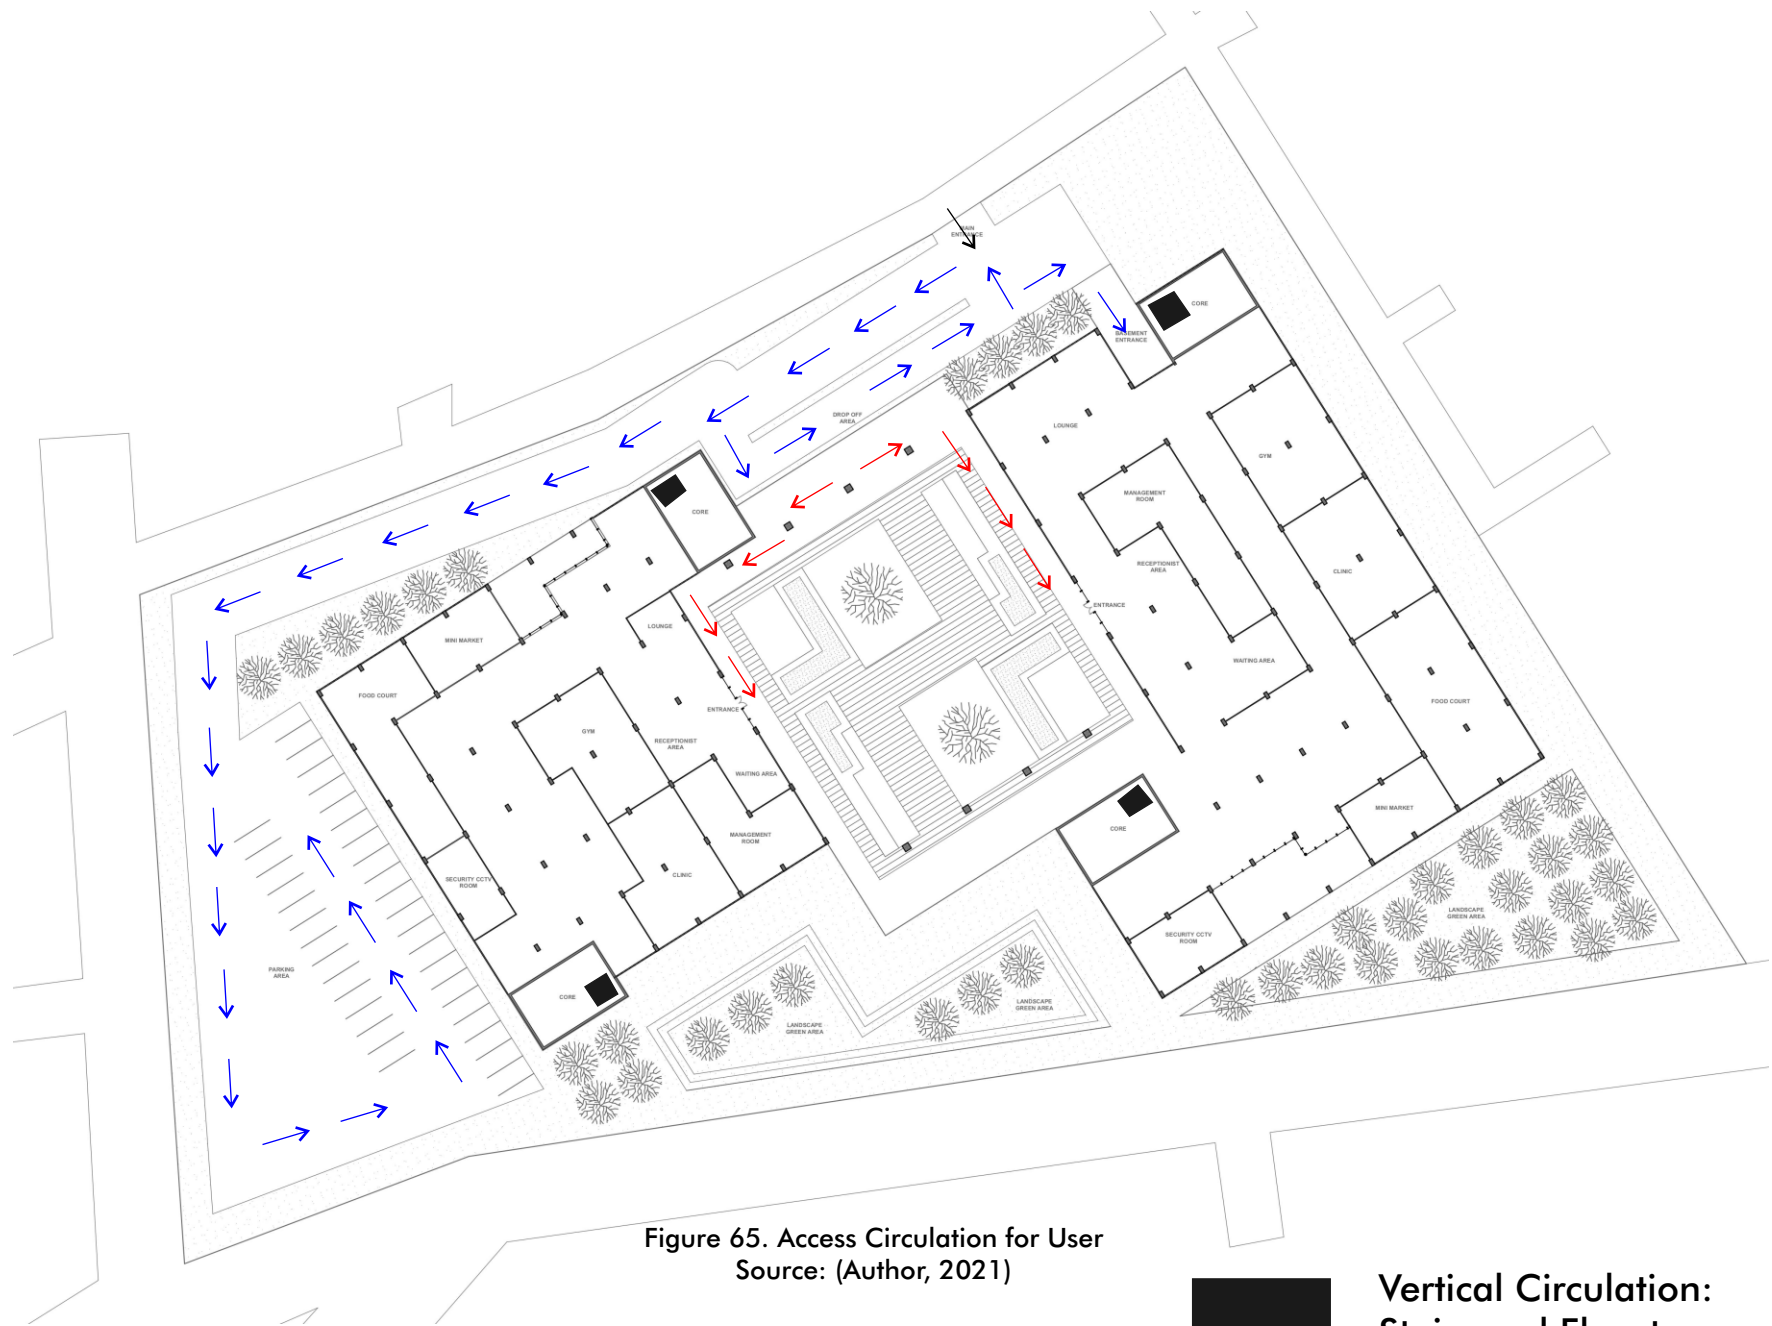 MAIN
ENTRANCE
CORE
BASEMENT
ENTRANCE
DROP OFF
AREA
LOUNGE
GYM
MANAGEMENT
ROOM
CORE
RECEPTIONIST
AREA
CLINIC
ENTRANCE
LOUNGE
MINI MARKET
WAITING AREA
FOOD COURT
FOOD COURT
ENTRANCE
GYM
RECEPTIONIST
AREA
WAITING AREA
MINI MARKET
CORE
MANAGEMENT
ROOM
CLINIC
SECURITY CCTV
ROOM
LANDSCAPE
GREEN AREA
SECURITY CCTV
ROOM
PARKING
AREA
CORE
LANDSCAPE
GREEN AREA
LANDSCAPE
GREEN AREA
Figure 65. Access Circulation for User
Source: (Author, 2021)
Vertical Circulation: